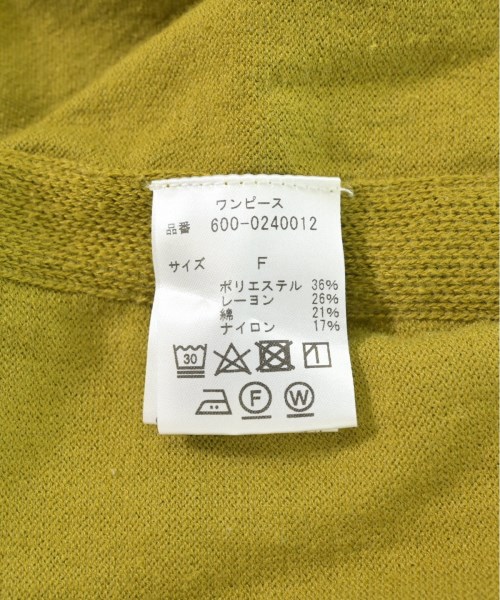 ワンピース
品番 600-0240012
サイズ F
ポリエステル 36%
レーヨン 26%
綿 21%
ナイロン 17%
30
F W